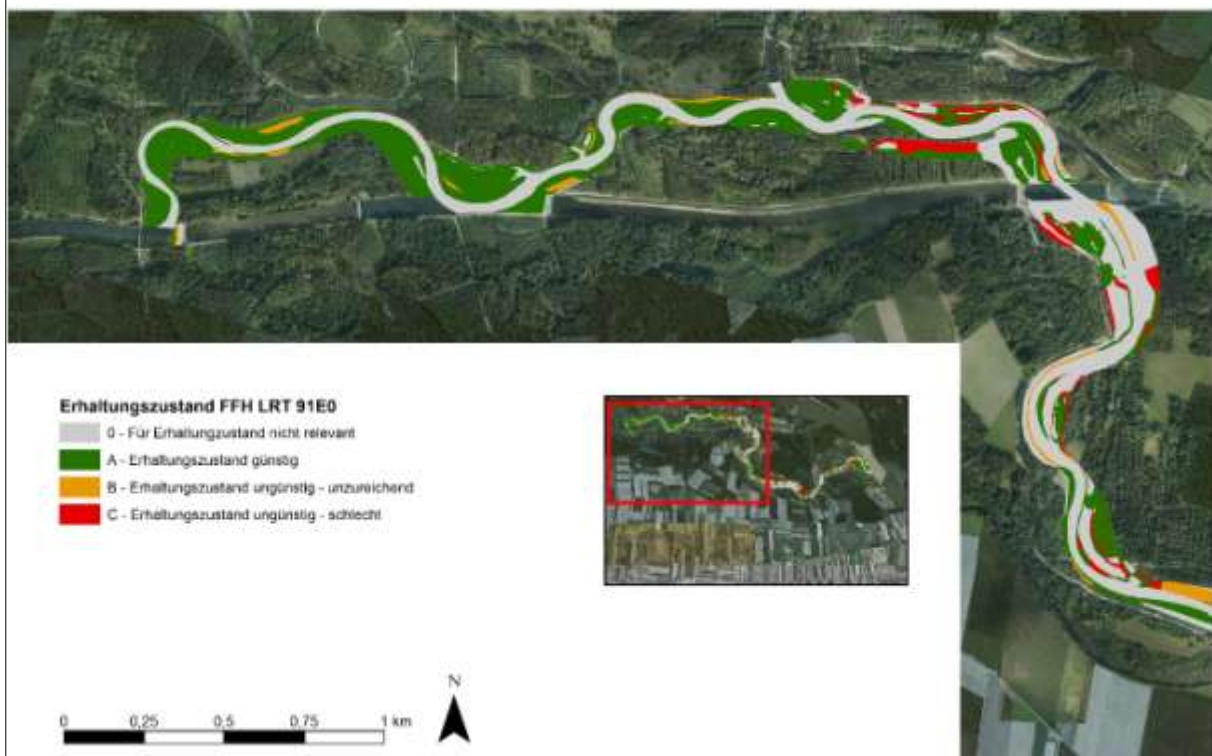 Erhaltungszustand FFH LRT 91E0
0 - Für Erhaltungzustand nicht relevant
A - Erhaltungszustand günstig
B - Erhaltungszustand ungünstig - unzureichend
C - Erhaltungszustand ungünstig - schlecht
N
0 0,25 0,5 0,75 1 km